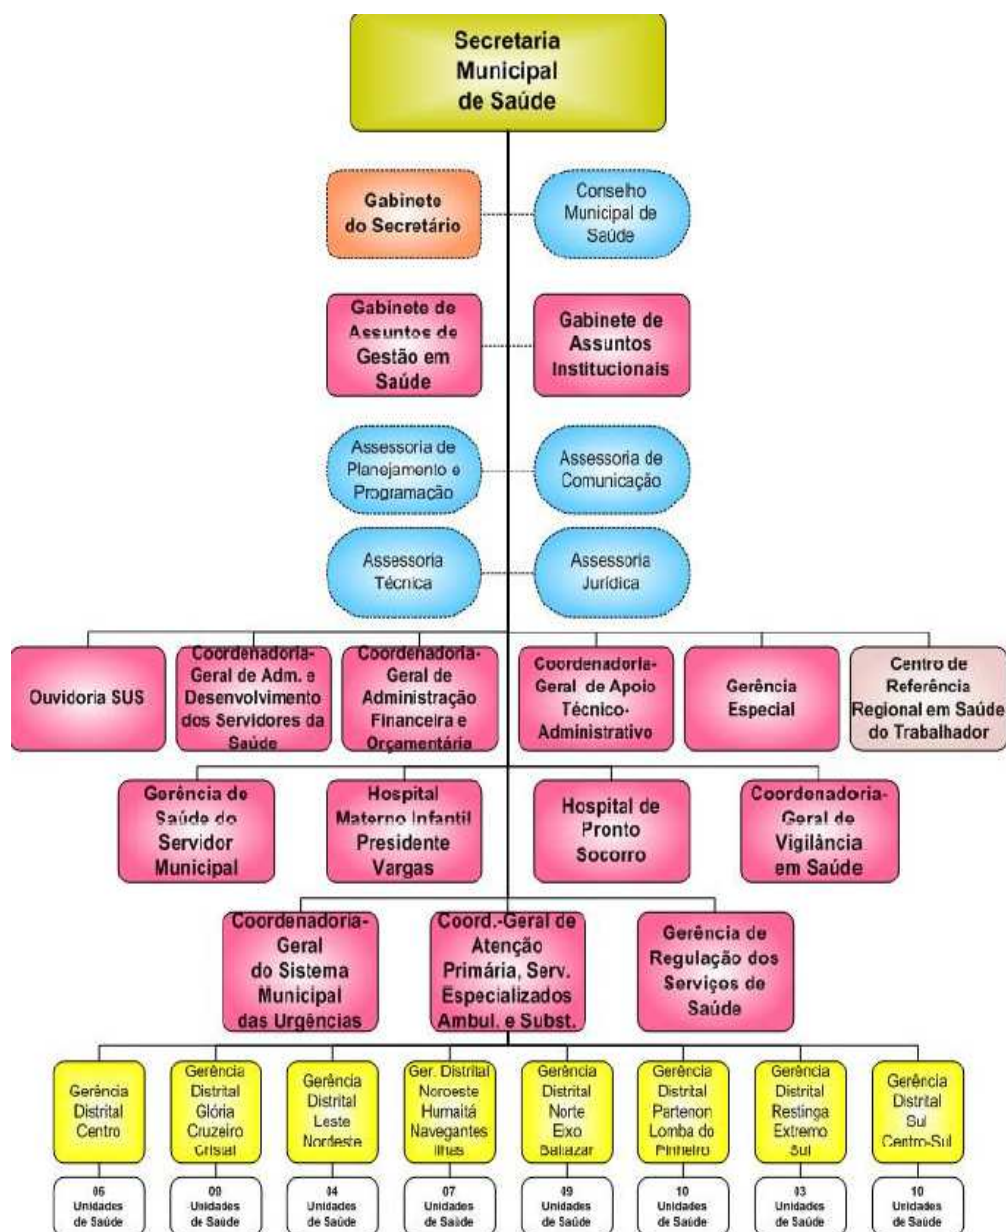 Secretaria
Municipal
de Saúde
Gabinete
do Secretário
Conselho
Municipal de
Saúde
Gabinete de
Assuntos de
Gestão em
Saúde
Gabinete de
Assuntos
Institucionais
Assessoria de
Planejamento e
Programação
Assessoria de
Comunicação
Assessoria
Técnica
Assessoria
Jurídica
Ouvidoria SUS
Coordenadoria-
Geral de Adm. e
Desenvolvimento
dos Servidores da
Saúde
Coordenadoria-
Geral de
Administração
Financeira e
Orçamentária
Coordenadoria-
Geral de Apoio
Técnico-
Administrativo
Gerência
Especial
Centro de
Referência
Regional em Saúde
do Trabalhador
Gerência de
Saúde do
Servidor
Municipal
Hospital
Materno Infantil
Presidente
Vargas
Hospital de
Pronto
Socorro
Coordenadoria-
Geral de
Vigilância
em Saúde
Coordenadoria-
Geral
do Sistema
Municipal
das Urgências
Coord.-Geral de
Atenção
Primária, Serv.
Especializados
Ambul. e Subst.
Gerência de
Regulação dos
Serviços de
Saúde
Gerência
Distrital
Centro
Gerência
Distrital
Glória
Cruzeiro
Cristal
Gerência
Distrital
Leste
Nordeste
Ger. Distrital
Noroeste
Humaitá
Navegantes
Ilhas
Gerência
Distrital
Norte
Eixo
Baltazar
Gerência
Distrital
Partenon
Lomba do
Pinheiro
Gerência
Distrital
Restinga
Extremo
Sul
Gerência
Distrital
Sul
Centro-Sul
Unidades
de Saúde
Unidades
de Saúde
04
Unidades
de Saúde
07
Unidades
de Saúde
Unidades
de Saúde
10
Unidades
de Saúde
03
Unidades
de Saúde
10
Unidades
de Saúde